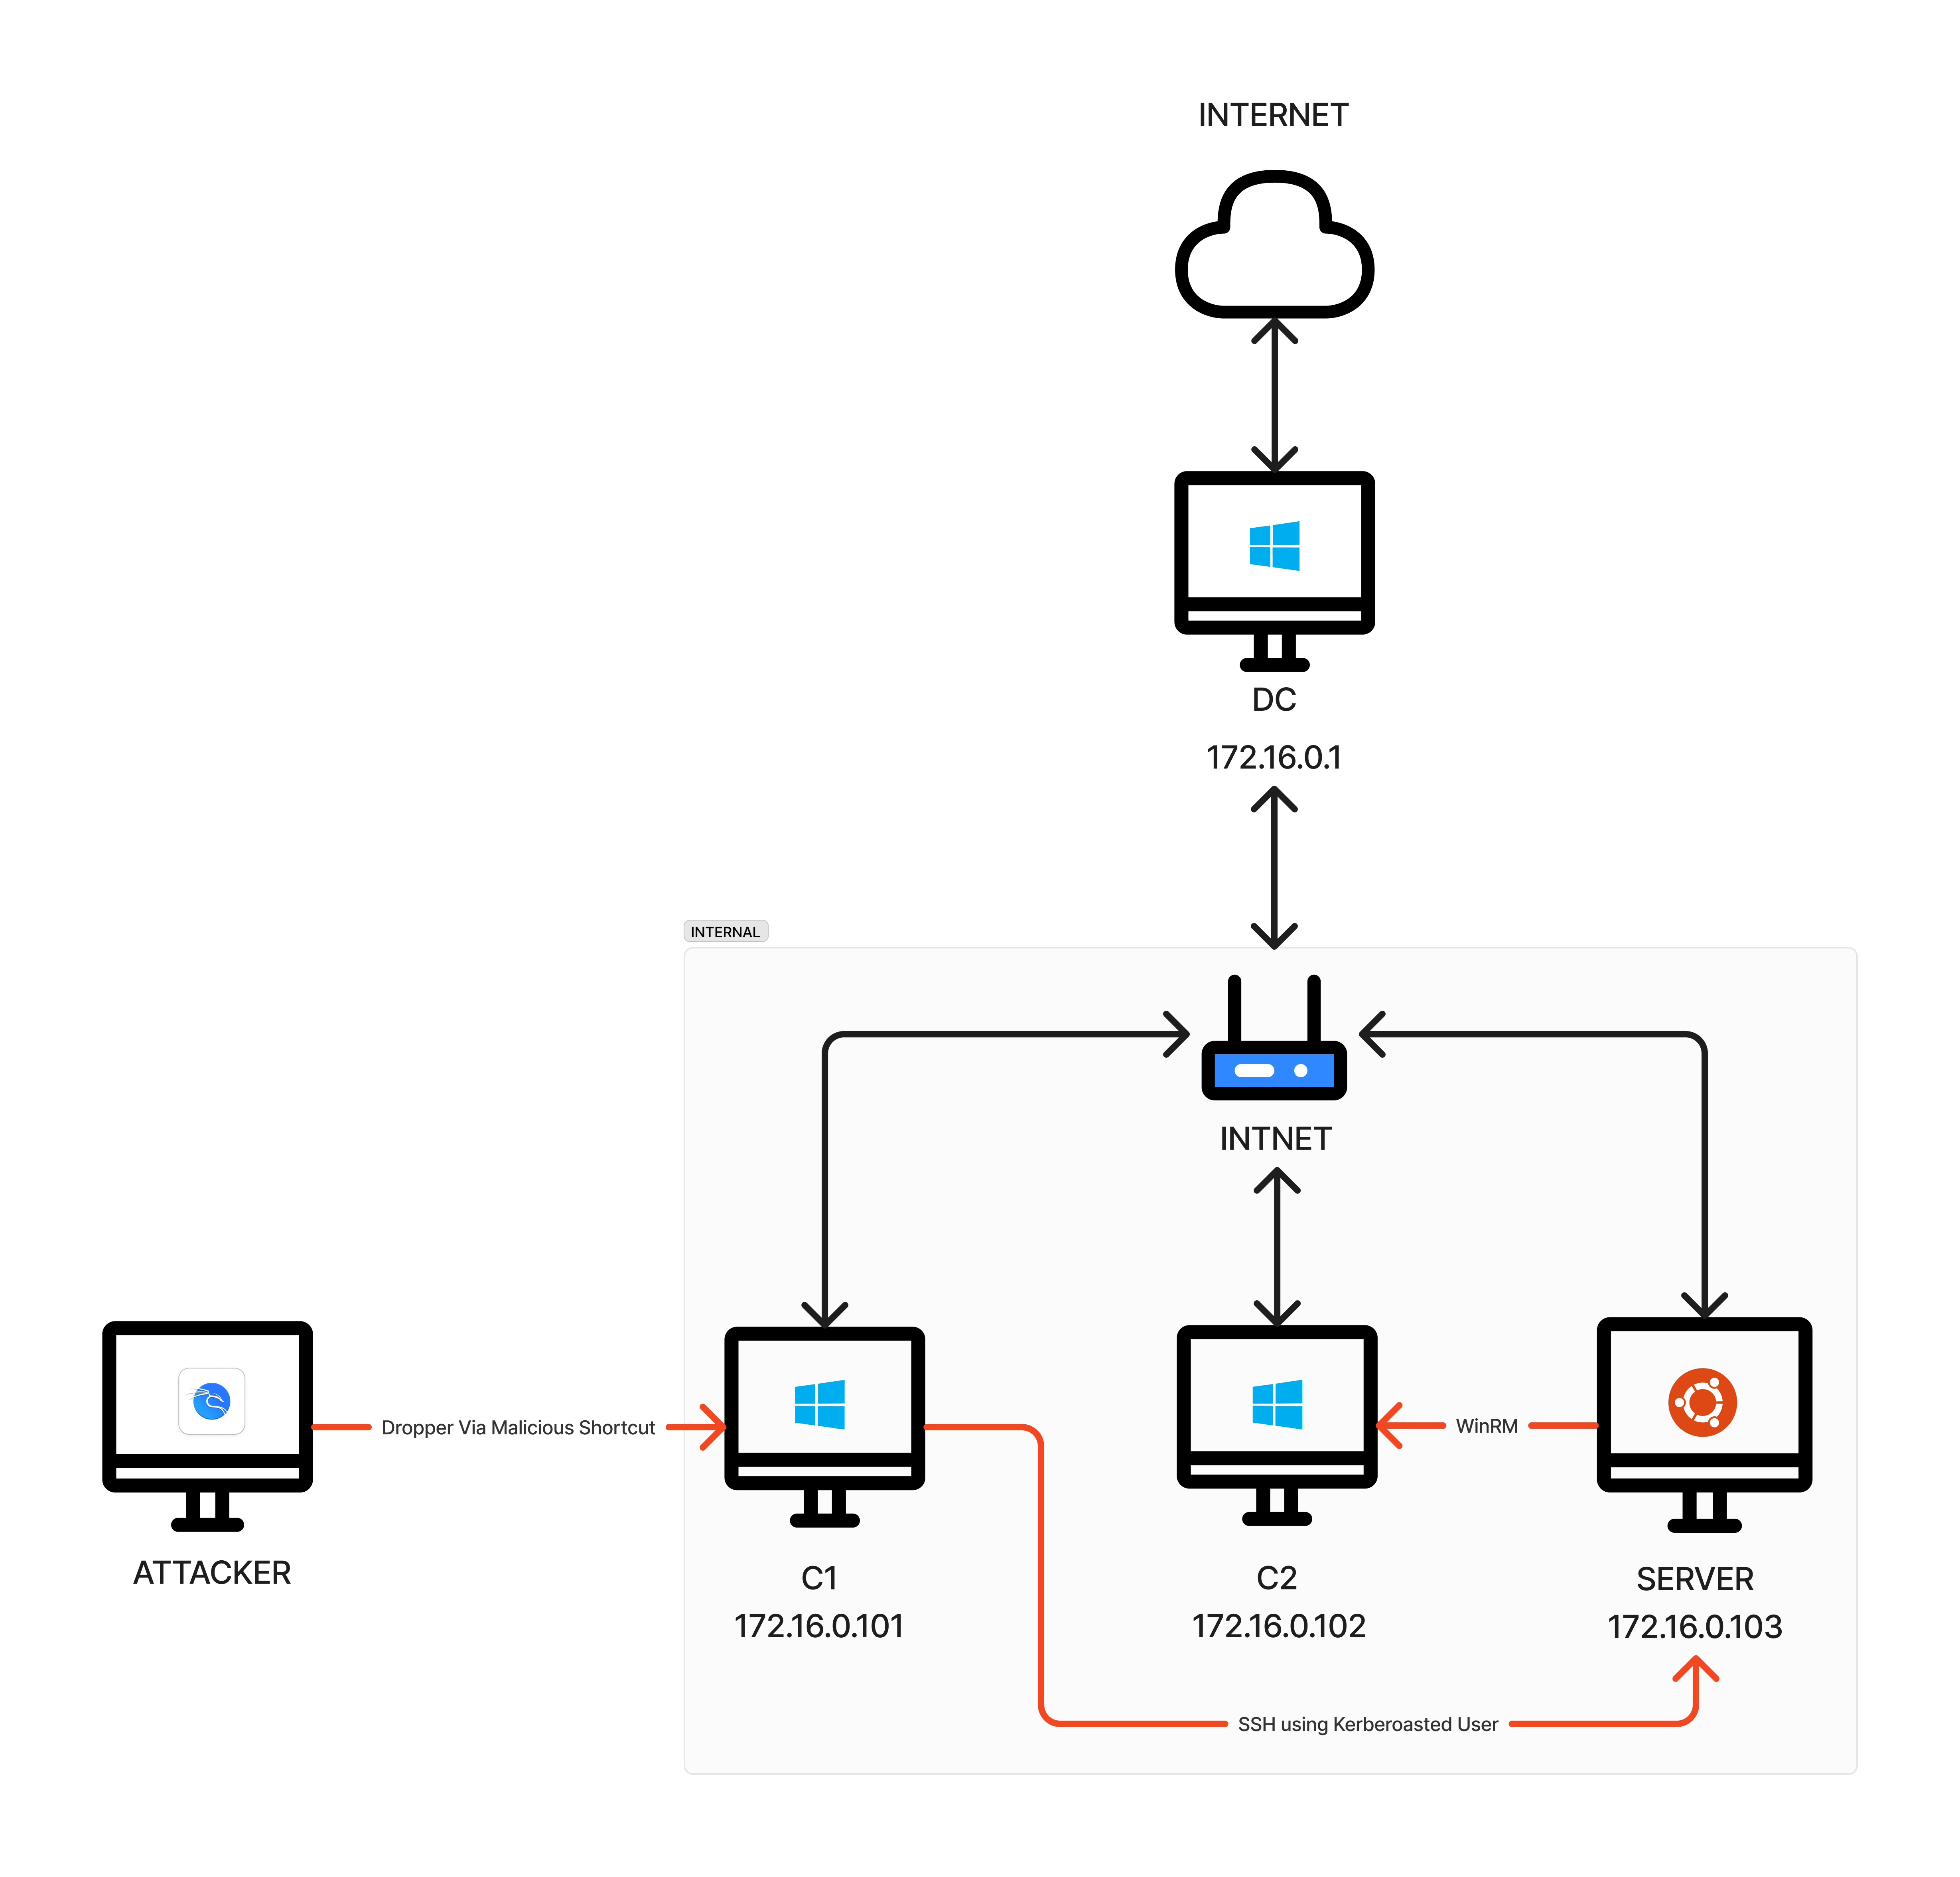 INTERNET
DC
172.16.0.1
INTERNAL
INTNET
Dropper Via Malicious Shortcut
WinRM
ATTACKER
C1
172.16.0.101
C2
172.16.0.102
SERVER
172.16.0.103
SSH using Kerberoasted User